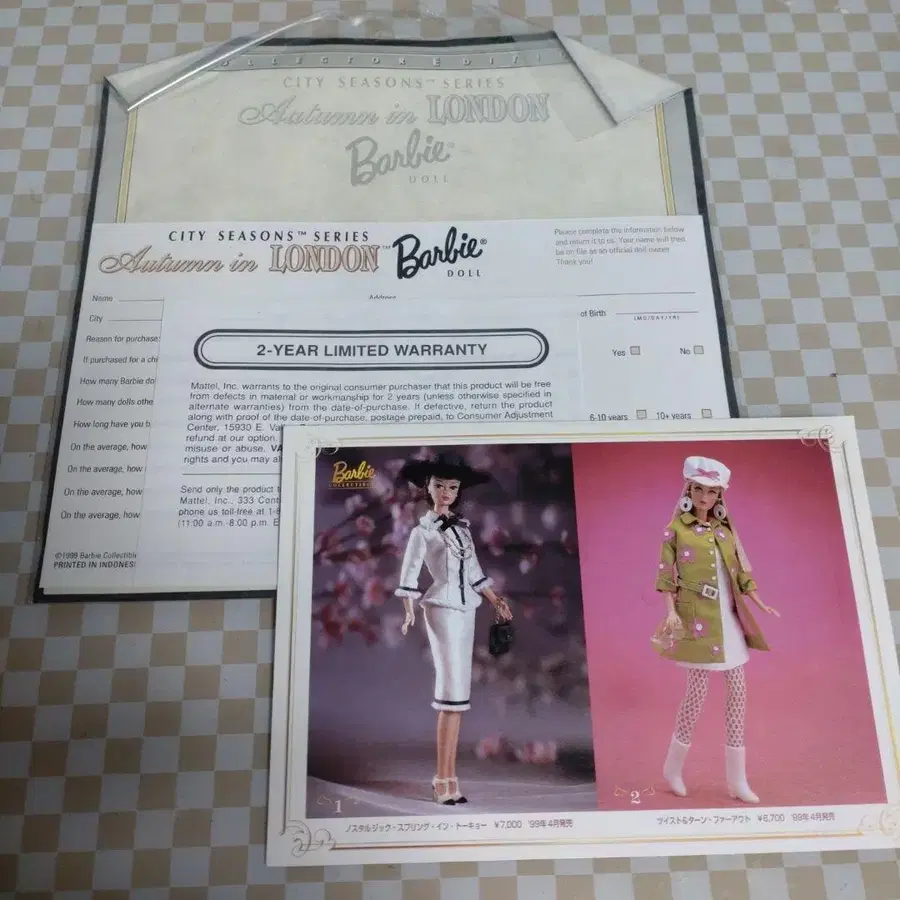 COLLECTOR EDITI
CITY SEASONS™ SERIES
Autumn in LONDON
Barbie®
DOLL
CITY SEASONS™ SERIES
Autumn in LONDON™ Barbie®
DOLL
Please complete the information below
and return it to us. Your name will then
be on file as an official doll owner.
Thank you!
Name
Address
City
of Birth
(MO/DAY/YR)
Reason for purchase
Yes
No
If purchased for a chi
How many Barbie do
How many dolls othe
6-10 years
10+ years
How long have you b
On the average, how
On the average, how
On the average, how
On the average, how
©1999 Barbie Collectible
PRINTED IN INDONES
2-YEAR LIMITED WARRANTY
Mattel, Inc. warrants to the original consumer purchaser that this product will be free
from defects in material or workmanship for 2 years (unless otherwise specified in
alternate warranties) from the date-of-purchase. If defective, return the product
along with proof of the date-of-purchase, postage prepaid, to Consumer Adjustment
Center, 15930 E. Va
refund at our option.
misuse or abuse. VA
rights and you may al
Send only the product t
Mattel, Inc., 333 Cont
phone us toll-free at 1-8
(11:00 a.m.-8:00 p.m. E
Barbie
COLLECTIBLES
1
2
ノスタルジック・スプリング・イン・トーキョー ¥7,000 '99年4月発売
ツイスト&ターン・ファーアウト ¥6,700 '99年4月発売